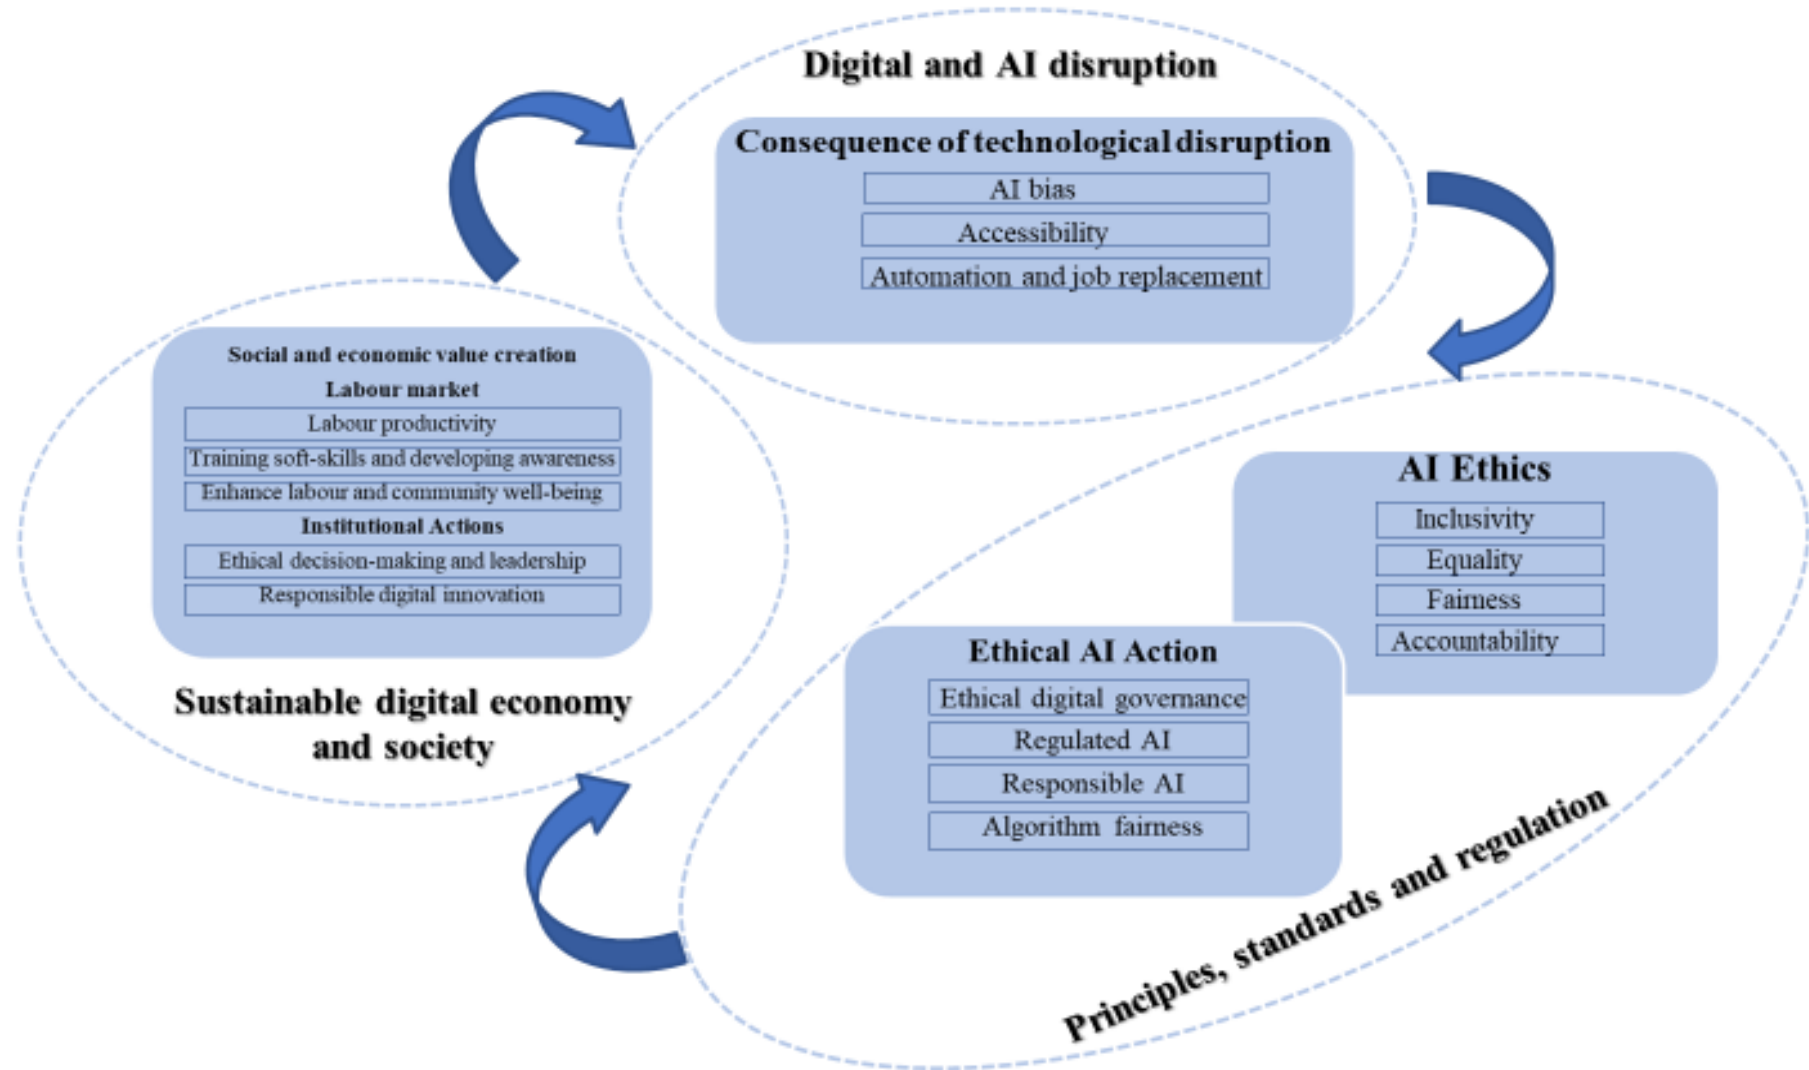 Digital and AI disruption
Consequence of technological disruption
AI bias
Accessibility
Automation and job replacement
Social and economic value creation
Labour market
Labour productivity
Training soft-skills and developing awareness
Enhance labour and community well-being
Institutional Actions
Ethical decision-making and leadership
Responsible digital innovation
Sustainable digital economy
and society
AI Ethics
Inclusivity
Equality
Fairness
Accountability
Ethical AI Action
Ethical digital governance
Regulated AI
Responsible AI
Algorithm fairness
Principles, standards and regulation